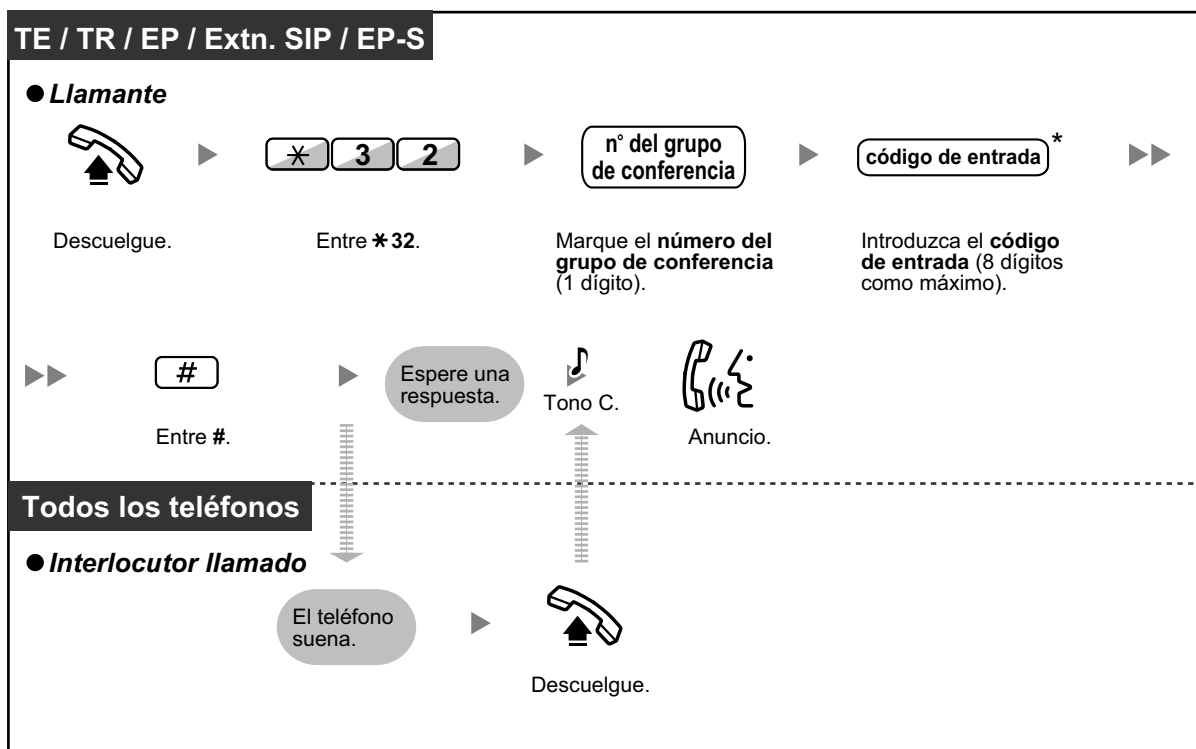 TE / TR / EP / Extn. SIP / EP-S
● Llamante
* 3 2
n° del grupo
de conferencia
código de entrada *
Descuelgue.
Entre *32.
Marque el número del
grupo de conferencia
(1 dígito).
Introduzca el código
de entrada (8 dígitos
como máximo).
#
Espere una
respuesta.
Entre #.
Tono C.
Anuncio.
Todos los teléfonos
● Interlocutor llamado
El teléfono
suena.
Descuelgue.